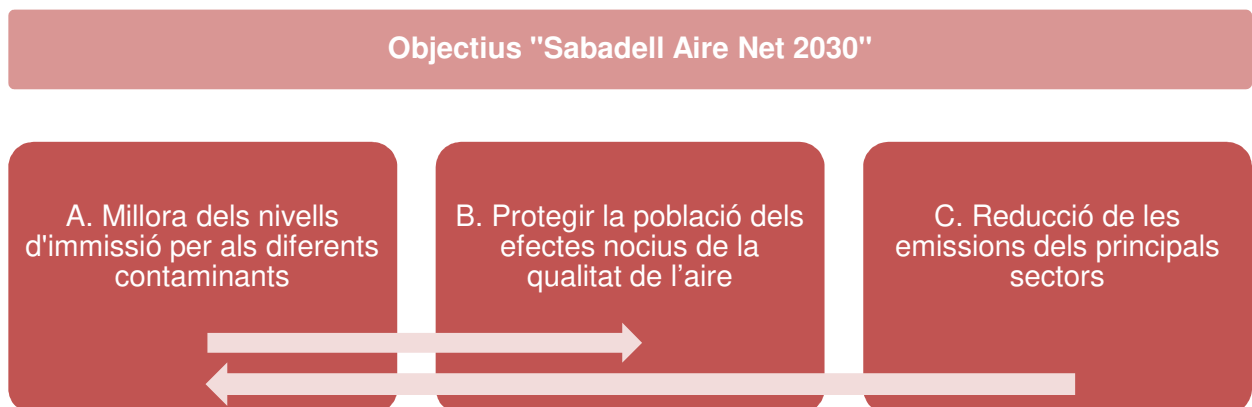 Objectius "Sabadell Aire Net 2030"
A. Millora dels nivells
d'immissió per als diferents
contaminants
B. Protegir la població dels
efectes nocius de la
qualitat de l’aire
C. Reducció de les
emissions dels principals
sectors